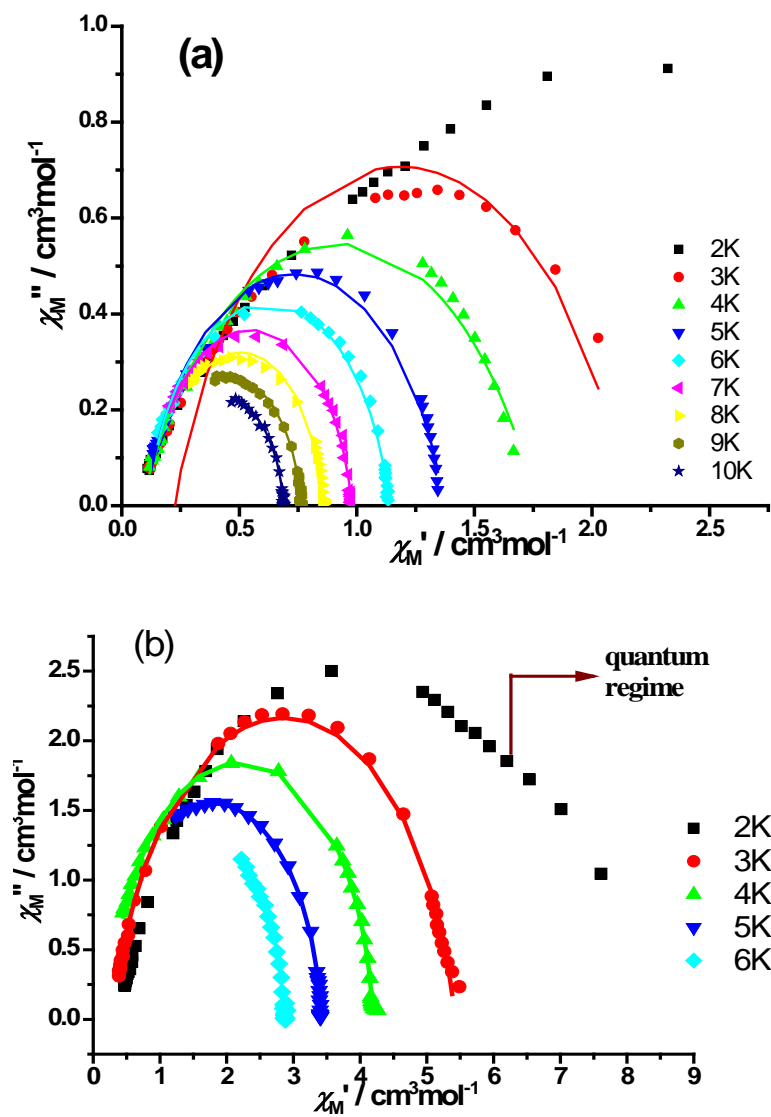 (a)
χM'' / cm³mol⁻¹
1.0
0.8
0.6
0.4
0.2
0.0
0.0 0.5 1.0 1.5 2.0 2.5
χM' / cm³mol⁻¹
2K
3K
4K
5K
6K
7K
8K
9K
10K
(b)
χM'' / cm³mol⁻¹
2.5
2.0
1.5
1.0
0.5
0.0
quantum
regime
0 1 2 3 4 5 6 7 8 9
χM' / cm³mol⁻¹
2K
3K
4K
5K
6K